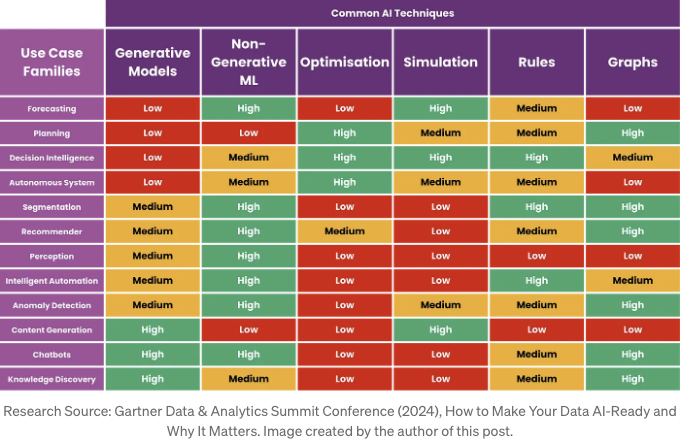 Common AI Techniques
Use Case Families Generative Models Non-Generative ML Optimisation Simulation Rules Graphs
Forecasting Low High Low High Medium Low
Planning Low Low High Medium Medium High
Decision Intelligence Low Medium High High High Medium
Autonomous System Low Medium High Medium Medium Low
Segmentation Medium High Low Low High High
Recommender Medium High Medium Low Medium High
Perception Medium High Low Low Low Low
Intelligent Automation Medium High Low Low High Medium
Anomaly Detection Medium High Low Medium Medium High
Content Generation High Low Low High Low Low
Chatbots High High Low Low Medium High
Knowledge Discovery High Medium Low Low Medium High
Research Source: Gartner Data & Analytics Summit Conference (2024), How to Make Your Data AI-Ready and
Why It Matters. Image created by the author of this post.